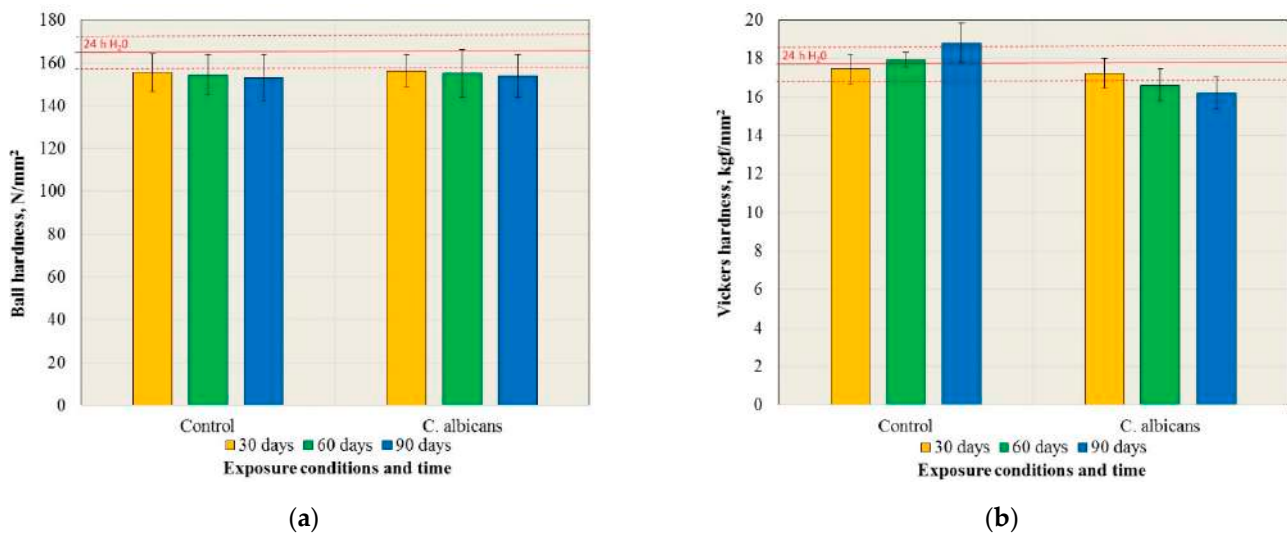 180
160
140
120
100
80
60
40
20
0
Ball hardness, N/mm²
24 h H₂0
Control
C. albicans
30 days 60 days 90 days
Exposure conditions and time
(a)
20
18
16
14
12
10
8
6
4
2
0
Vickers hardness, kgf/mm²
24 h H₂0
Control
C. albicans
30 days 60 days 90 days
Exposure conditions and time
(b)